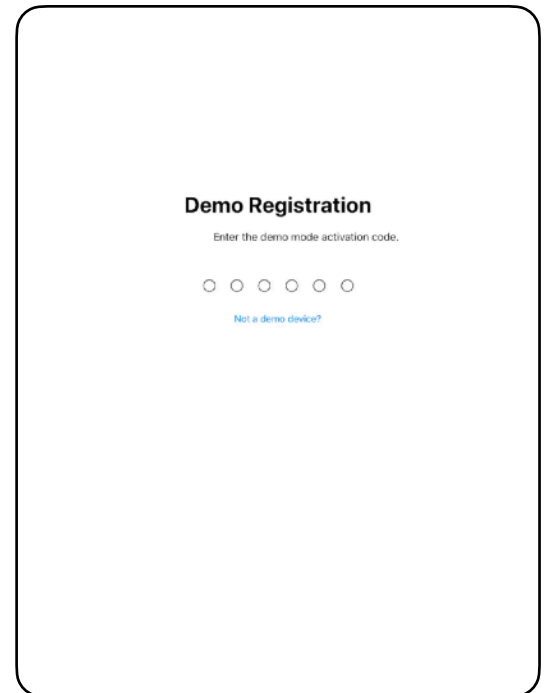 Demo Registration
Enter the demo mode activation code.
Not a demo device?